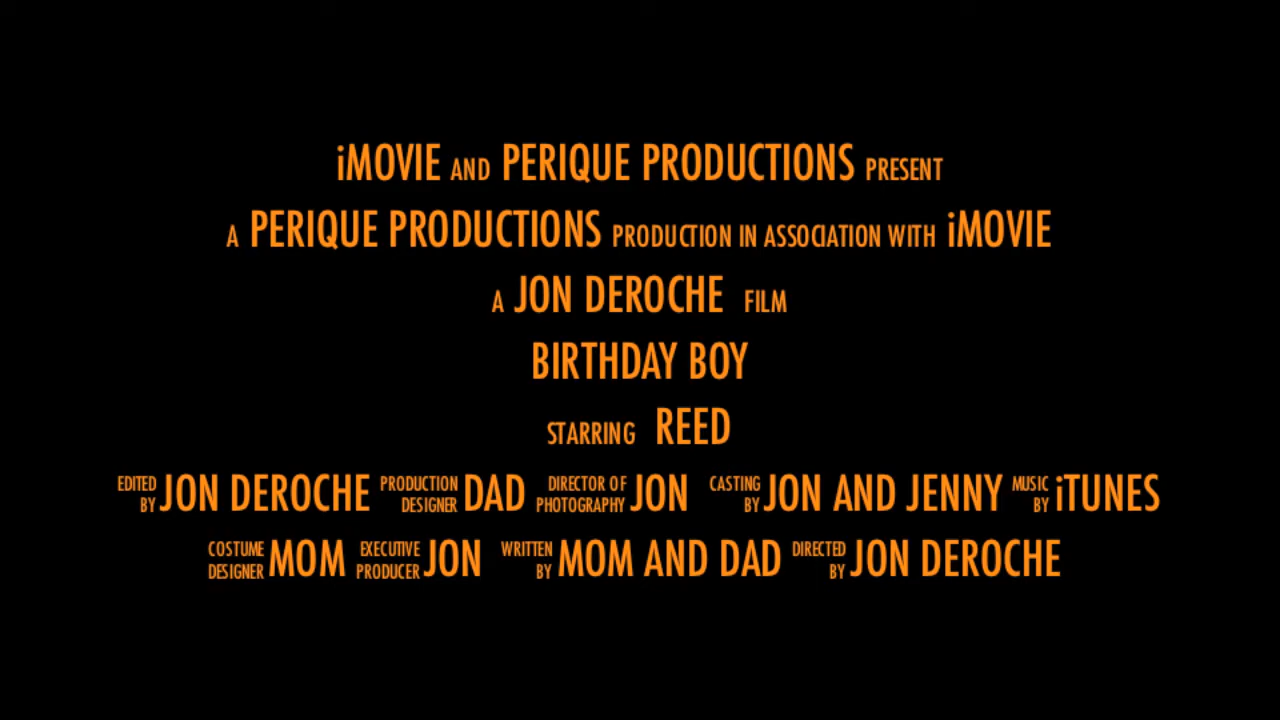 iMOVIE AND PERIQUE PRODUCTIONS PRESENT
A PERIQUE PRODUCTIONS PRODUCTION IN ASSOCIATION WITH iMOVIE
A JON DEROCHE FILM
BIRTHDAY BOY
STARRING REED
EDITED BY JON DEROCHE PRODUCTION DESIGNER DAD DIRECTOR OF PHOTOGRAPHY JON CASTING BY JON AND JENNY MUSIC BY iTUNES
COSTUME DESIGNER MOM EXECUTIVE PRODUCER JON WRITTEN BY MOM AND DAD DIRECTED BY JON DEROCHE